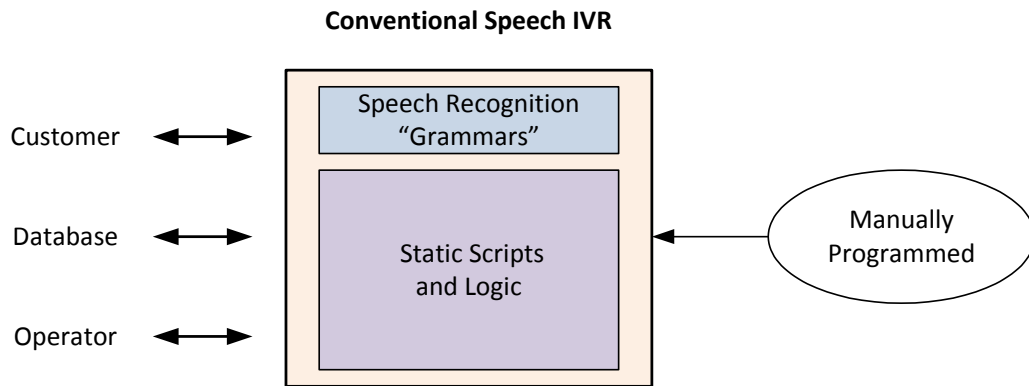 Conventional Speech IVR
Speech Recognition
“Grammars”
Customer
Database
Operator
Static Scripts
and Logic
Manually
Programmed